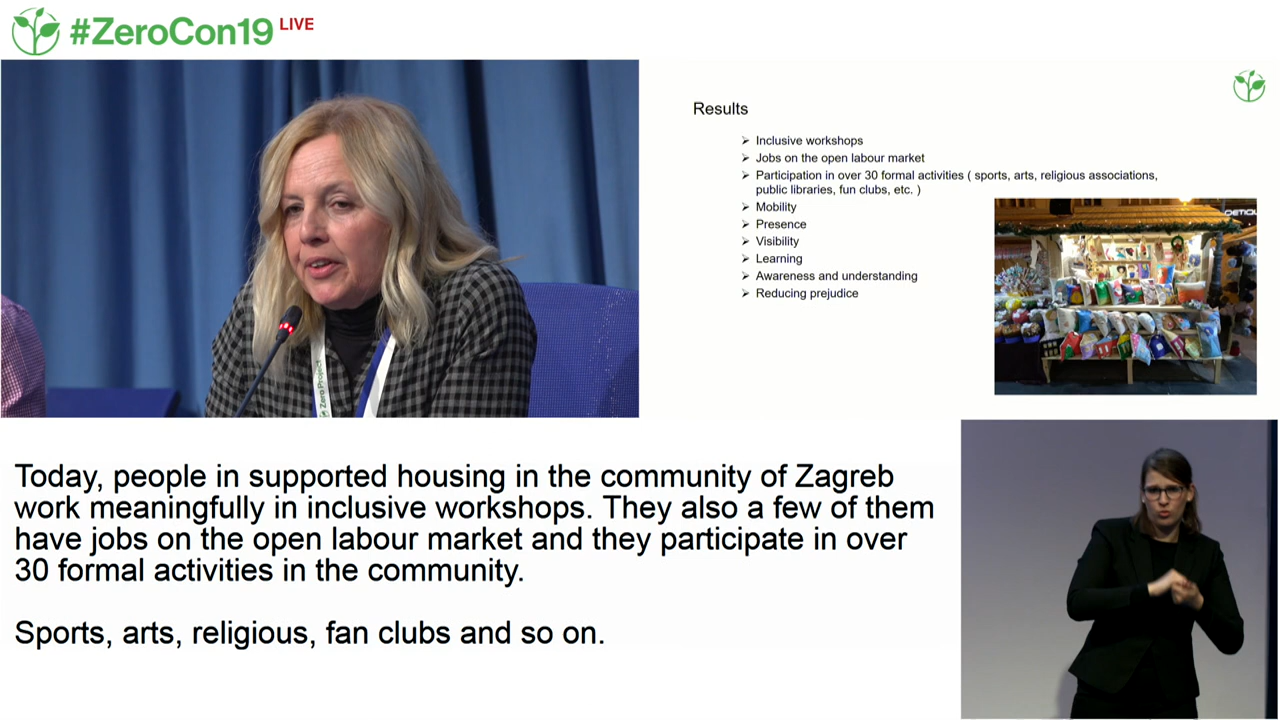 #ZeroCon19 LIVE
Results
➢ Inclusive workshops
➢ Jobs on the open labour market
➢ Participation in over 30 formal activities ( sports, arts, religious associations,
public libraries, fun clubs, etc. )
➢ Mobility
➢ Presence
➢ Visibility
➢ Learning
➢ Awareness and understanding
➢ Reducing prejudice
Zero Project
Today, people in supported housing in the community of Zagreb
work meaningfully in inclusive workshops. They also a few of them
have jobs on the open labour market and they participate in over
30 formal activities in the community.
Sports, arts, religious, fan clubs and so on.